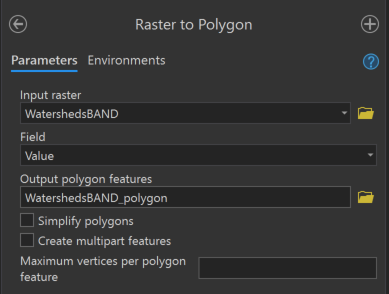 Raster to Polygon
Parameters Environments
Input raster
WatershedsBAND
Field
Value
Output polygon features
WatershedsBAND_polygon
Simplify polygons
Create multipart features
Maximum vertices per polygon
feature